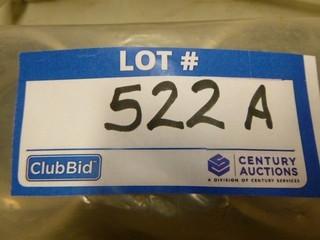 LOT #
522 A
ClubBid CENTURY
AUCTIONS
A DIVISION OF CENTURY SERVICES